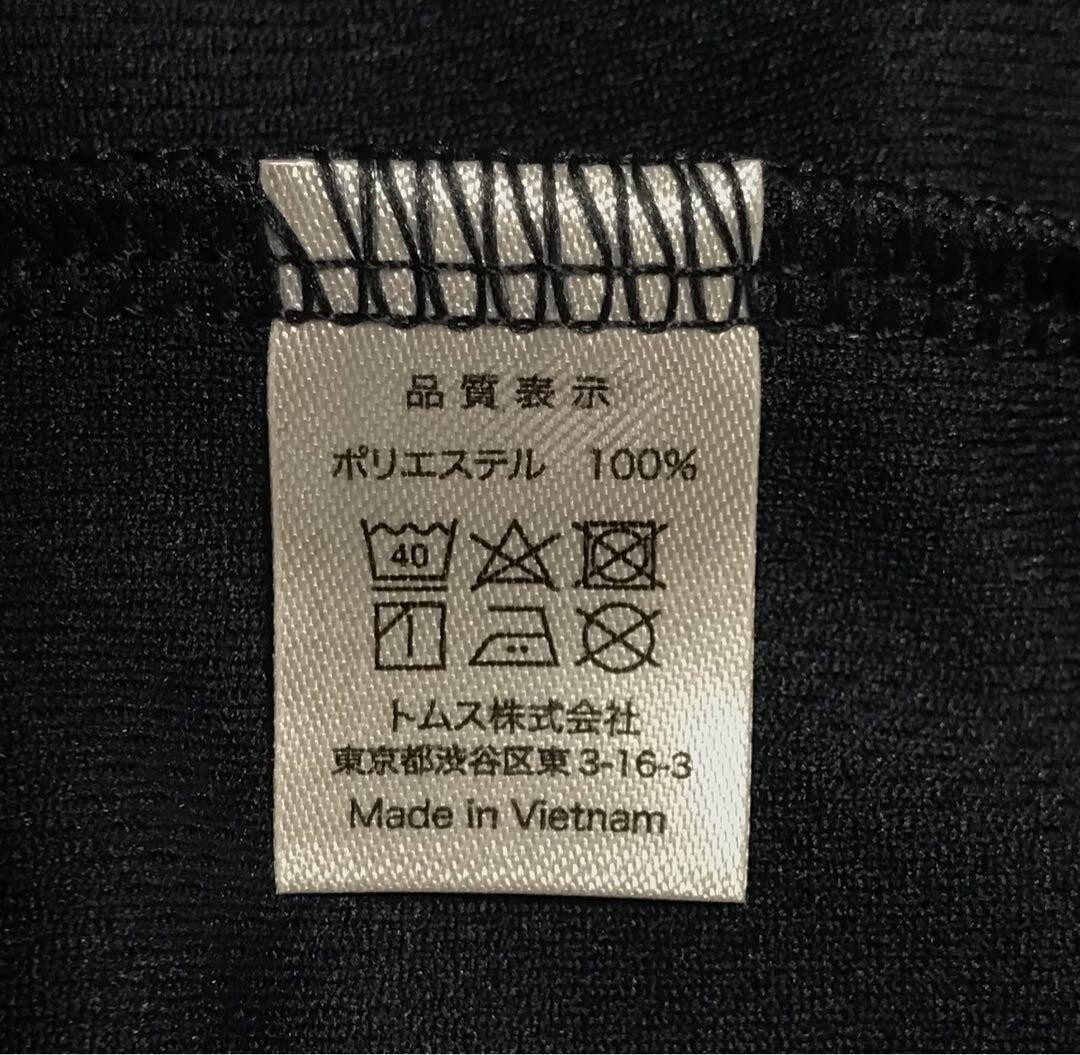 品質表示
ポリエステル 100%
40
トムス株式会社
東京都渋谷区東3-16-3
Made in Vietnam